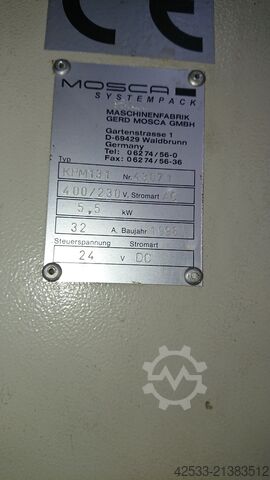 CE
MOSCA
SYSTEMPACK
MASCHINENFABRIK
GERD MOSCA GMBH
Gartenstrasse 1
D-69429 Waldbrunn
Germany
Tel: 06274/56-0
Fax: 06274/56-36
Typ
Nr. 43071
400/230 V. Stromart
5,5 kW
32 A. Baujahr
Steuerspannung Stromart
24 V DC
42533-21383512